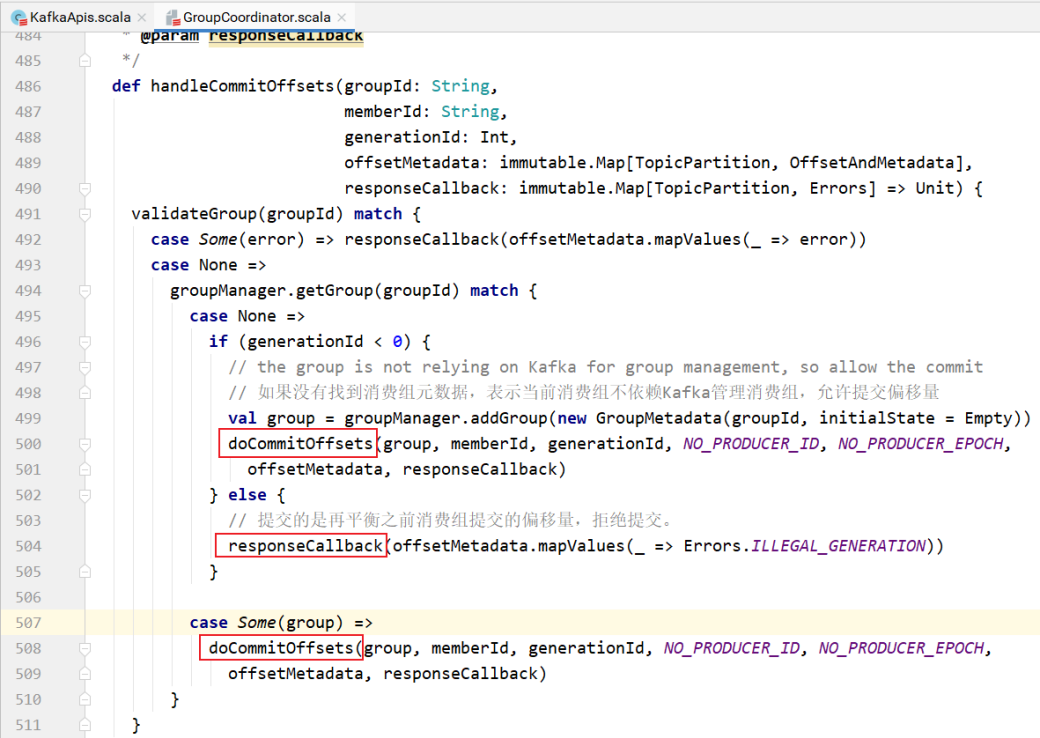 KafkaApis.scala × GroupCoordinator.scala ×
484 * @param responseCallback
485 */
486 def handleCommitOffsets(groupId: String,
487 memberId: String,
488 generationId: Int,
489 offsetMetadata: immutable.Map[TopicPartition, OffsetAndMetadata],
490 responseCallback: immutable.Map[TopicPartition, Errors] => Unit) {
491 validateGroup(groupId) match {
492 case Some(error) => responseCallback(offsetMetadata.mapValues(_ => error))
493 case None =>
494 groupManager.getGroup(groupId) match {
495 case None =>
496 if (generationId < 0) {
497 // the group is not relying on Kafka for group management, so allow the commit
498 // 如果没有找到消费组元数据，表示当前消费组不依赖Kafka管理消费组，允许提交偏移量
499 val group = groupManager.addGroup(new GroupMetadata(groupId, initialState = Empty))
500 doCommitOffsets(group, memberId, generationId, NO_PRODUCER_ID, NO_PRODUCER_EPOCH,
501 offsetMetadata, responseCallback)
502 } else {
503 // 提交的是再平衡之前消费组提交的偏移量，拒绝提交。
504 responseCallback(offsetMetadata.mapValues(_ => Errors.ILLEGAL_GENERATION))
505 }
506
507 case Some(group) =>
508 doCommitOffsets(group, memberId, generationId, NO_PRODUCER_ID, NO_PRODUCER_EPOCH,
509 offsetMetadata, responseCallback)
510 }
511 }